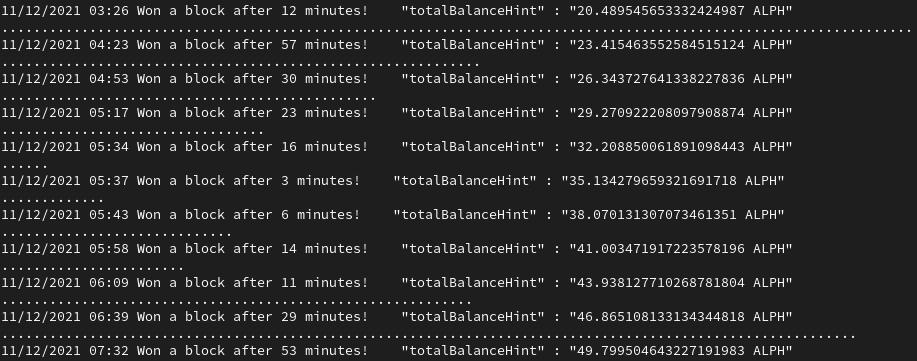 11/12/2021 03:26 Won a block after 12 minutes!    "totalBalanceHint" : "20.489545653332424987 ALPH"
..................................................................................................................
11/12/2021 04:23 Won a block after 57 minutes!    "totalBalanceHint" : "23.415463552584515124 ALPH"
............................................................
11/12/2021 04:53 Won a block after 30 minutes!    "totalBalanceHint" : "26.343727641338227836 ALPH"
...............................................
11/12/2021 05:17 Won a block after 23 minutes!    "totalBalanceHint" : "29.270922208097908874 ALPH"
.................................
11/12/2021 05:34 Won a block after 16 minutes!    "totalBalanceHint" : "32.208850061891098443 ALPH"
......
11/12/2021 05:37 Won a block after 3 minutes!    "totalBalanceHint" : "35.134279659321691718 ALPH"
.............
11/12/2021 05:43 Won a block after 6 minutes!    "totalBalanceHint" : "38.070131307073461351 ALPH"
.............................
11/12/2021 05:58 Won a block after 14 minutes!    "totalBalanceHint" : "41.003471917223578196 ALPH"
.......................
11/12/2021 06:09 Won a block after 11 minutes!    "totalBalanceHint" : "43.938127710268781804 ALPH"
...........................................................
11/12/2021 06:39 Won a block after 29 minutes!    "totalBalanceHint" : "46.865108133134344818 ALPH"
...........................................................................................................
11/12/2021 07:32 Won a block after 53 minutes!    "totalBalanceHint" : "49.799504643227191983 ALPH"